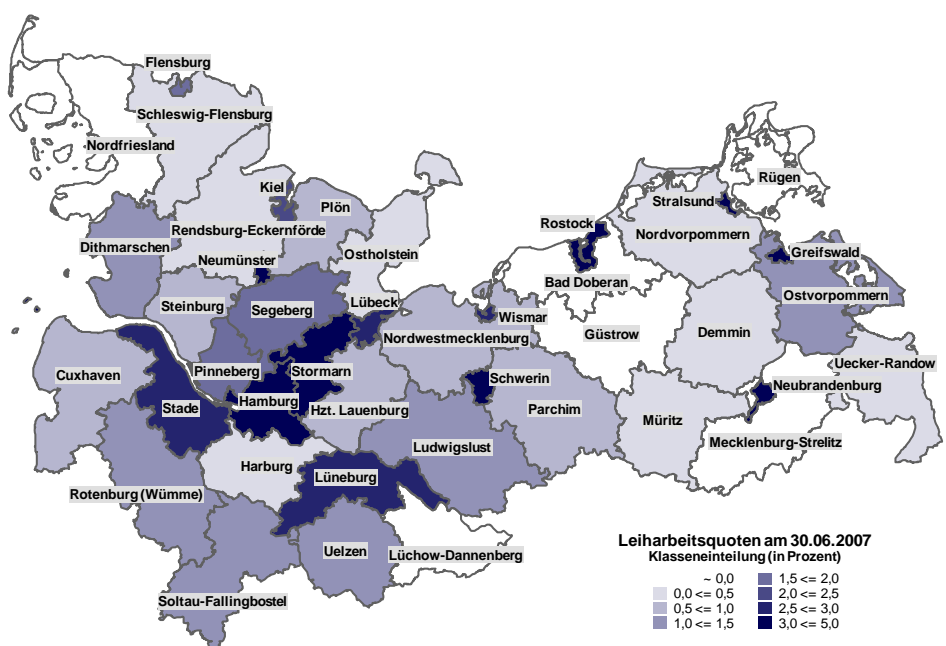 Flensburg
Schleswig-Flensburg
Nordfriesland
Kiel
Plön
Rügen
Stralsund
Rostock
Rendsburg-Eckernförde
Nordvorpommern
Dithmarschen
Ostholstein
Greifswald
Neumünster
Bad Doberan
Ostvorpommern
Steinburg
Segeberg
Lübeck
Wismar
Güstrow
Demmin
Nordwestmecklenburg
Uecker-Randow
Cuxhaven
Pinneberg
Stormarn
Schwerin
Neubrandenburg
Stade
Hamburg
Hzt. Lauenburg
Parchim
Müritz
Mecklenburg-Strelitz
Ludwigslust
Harburg
Lüneburg
Rotenburg (Wümme)
Uelzen
Lüchow-Dannenberg
Soltau-Fallingbostel
Leiharbeitsquoten am 30.06.2007
Klasseneinteilung (in Prozent)
~ 0,0
0,0 <= 0,5
0,5 <= 1,0
1,0 <= 1,5
1,5 <= 2,0
2,0 <= 2,5
2,5 <= 3,0
3,0 <= 5,0